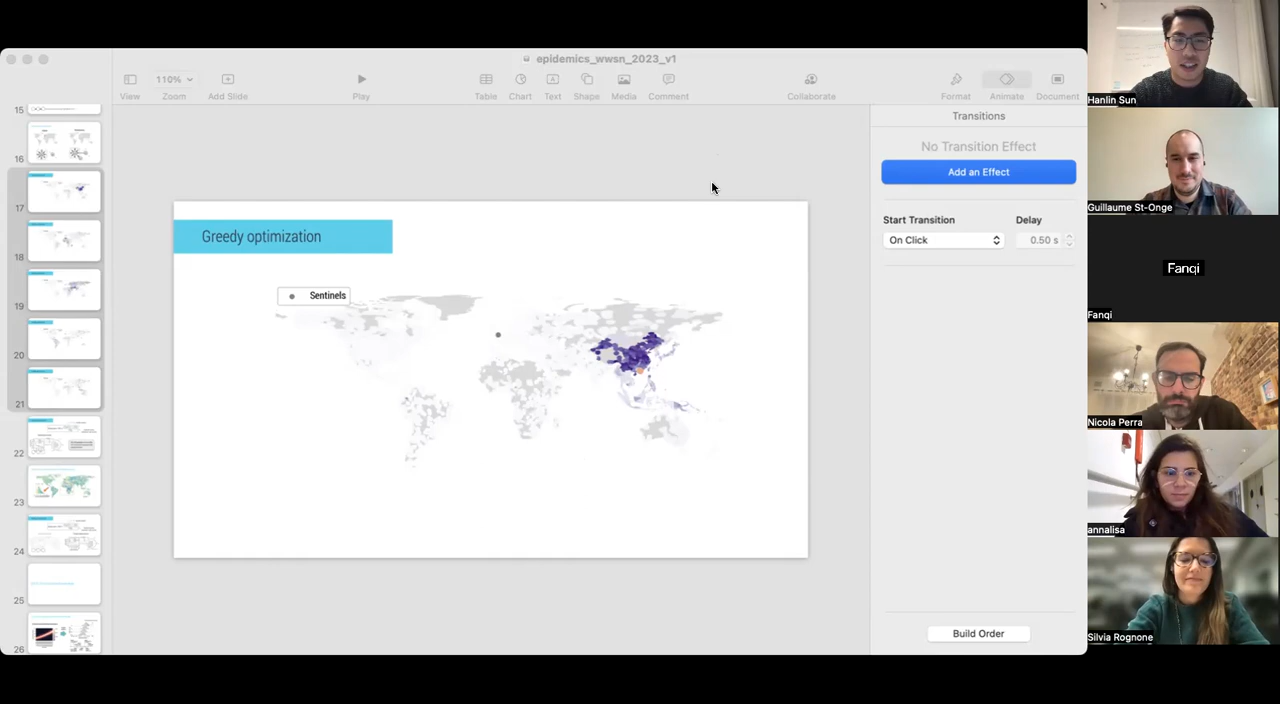 epidemics_wwsn_2023_v1
110%
View
Zoom
Add Slide
Play
Table
Chart
Text
Shape
Media
Comment
Collaborate
Format
Animate
Document
15
16
17
18
19
20
21
22
23
24
25
26
Greedy optimization
Sentinels
Transitions
No Transition Effect
Add an Effect
Start Transition
Delay
On Click
0.50 s
Build Order
Hanlin Sun
Guillaume St-Onge
Fanqi
Fanqi
Nicola Perra
annalisa
Silvia Rognone